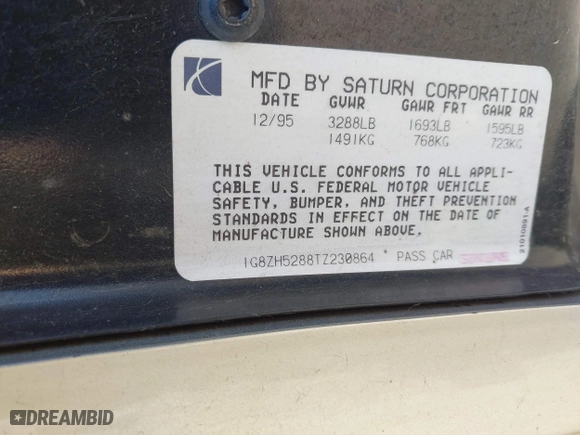 MFD BY SATURN CORPORATION
DATE GVWR GAWR FRT GAWR RR
12/95 3288LB 1693LB 1595LB
1491KG 768KG 723KG
THIS VEHICLE CONFORMS TO ALL APPLI-
CABLE U.S. FEDERAL MOTOR VEHICLE
SAFETY, BUMPER, AND THEFT PREVENTION
STANDARDS IN EFFECT ON THE DATE OF
MANUFACTURE SHOWN ABOVE.
1G8ZH5288TZ230864 * PASS CAR
21010891-A
DREAMBID